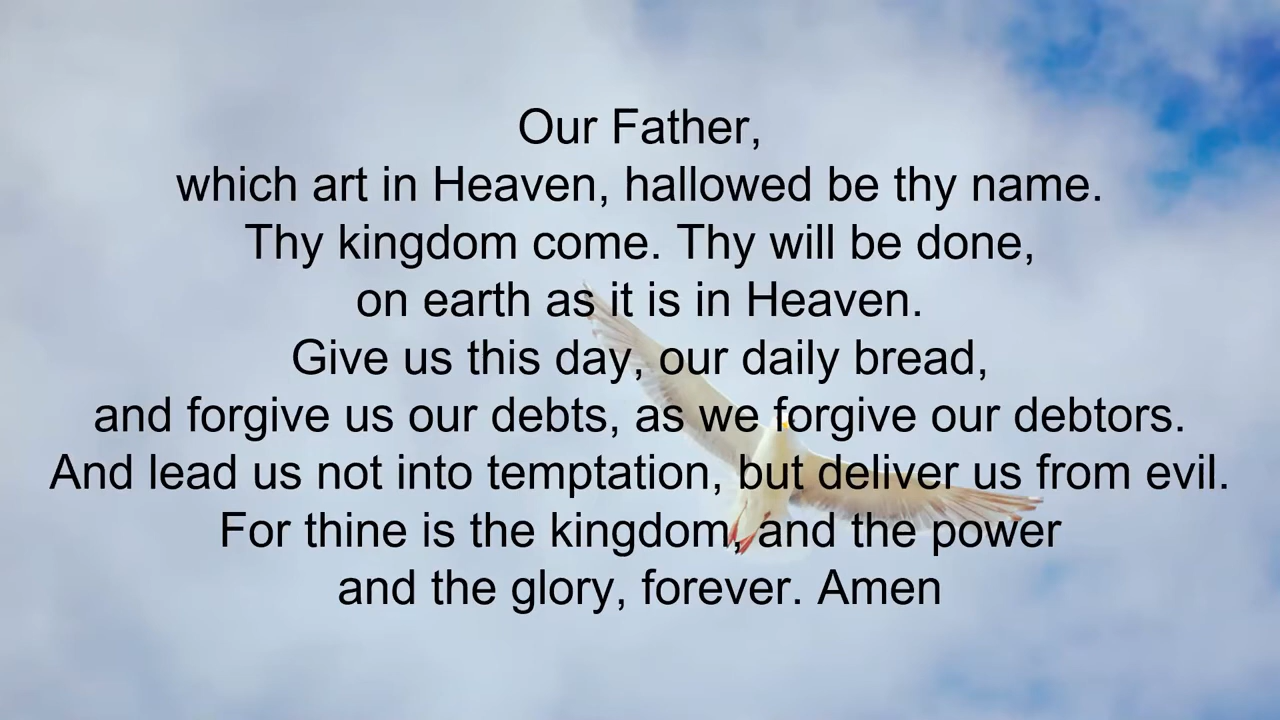 Our Father,
which art in Heaven, hallowed be thy name.
Thy kingdom come. Thy will be done,
on earth as it is in Heaven.
Give us this day, our daily bread,
and forgive us our debts, as we forgive our debtors.
And lead us not into temptation, but deliver us from evil.
For thine is the kingdom, and the power
and the glory, forever. Amen